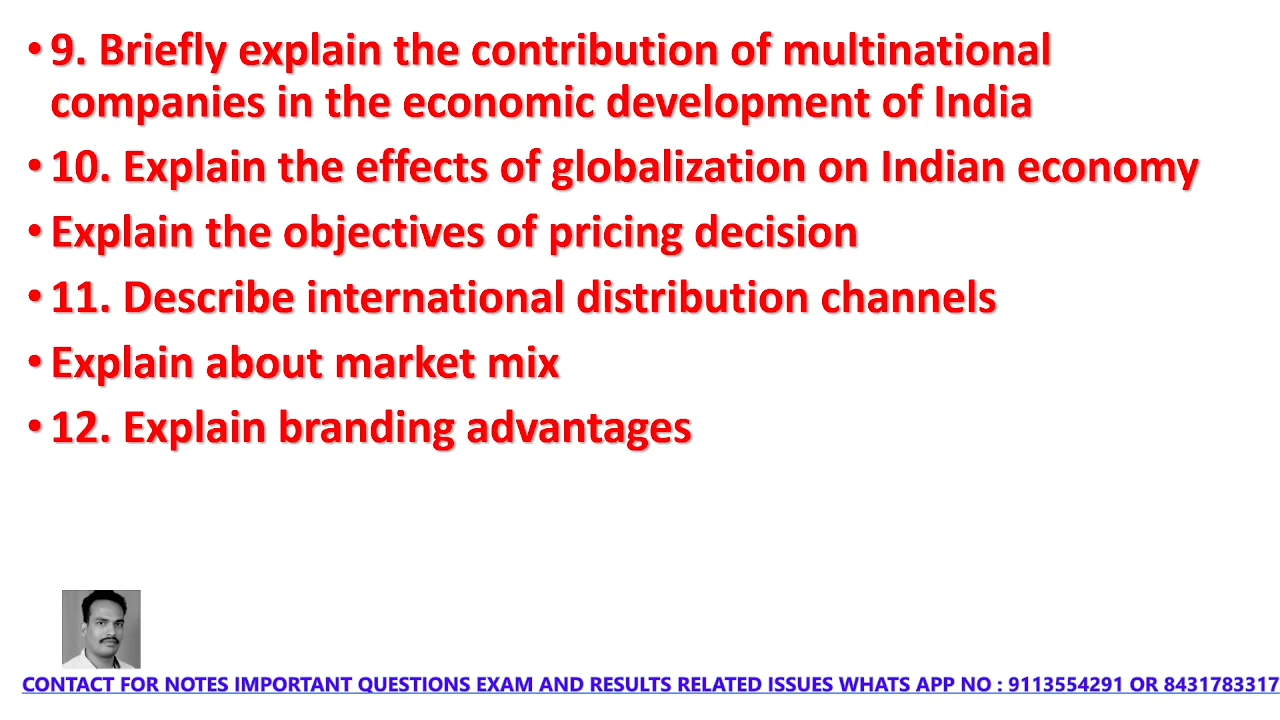 • 9. Briefly explain the contribution of multinational
companies in the economic development of India
• 10. Explain the effects of globalization on Indian economy
• Explain the objectives of pricing decision
• 11. Describe international distribution channels
• Explain about market mix
• 12. Explain branding advantages
CONTACT FOR NOTES IMPORTANT QUESTIONS EXAM AND RESULTS RELATED ISSUES WHATS APP NO : 9113554291 OR 8431783317